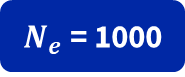 Nₑ = 1000